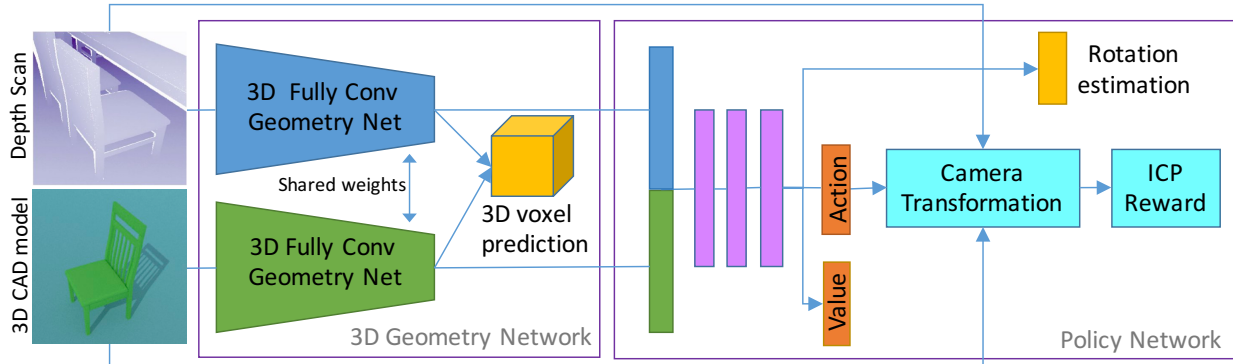 Depth Scan
3D CAD model
3D Fully Conv
Geometry Net
Shared weights
3D Fully Conv
Geometry Net
3D voxel
prediction
3D Geometry Network
Action
Value
Rotation
estimation
Camera
Transformation
ICP
Reward
Policy Network